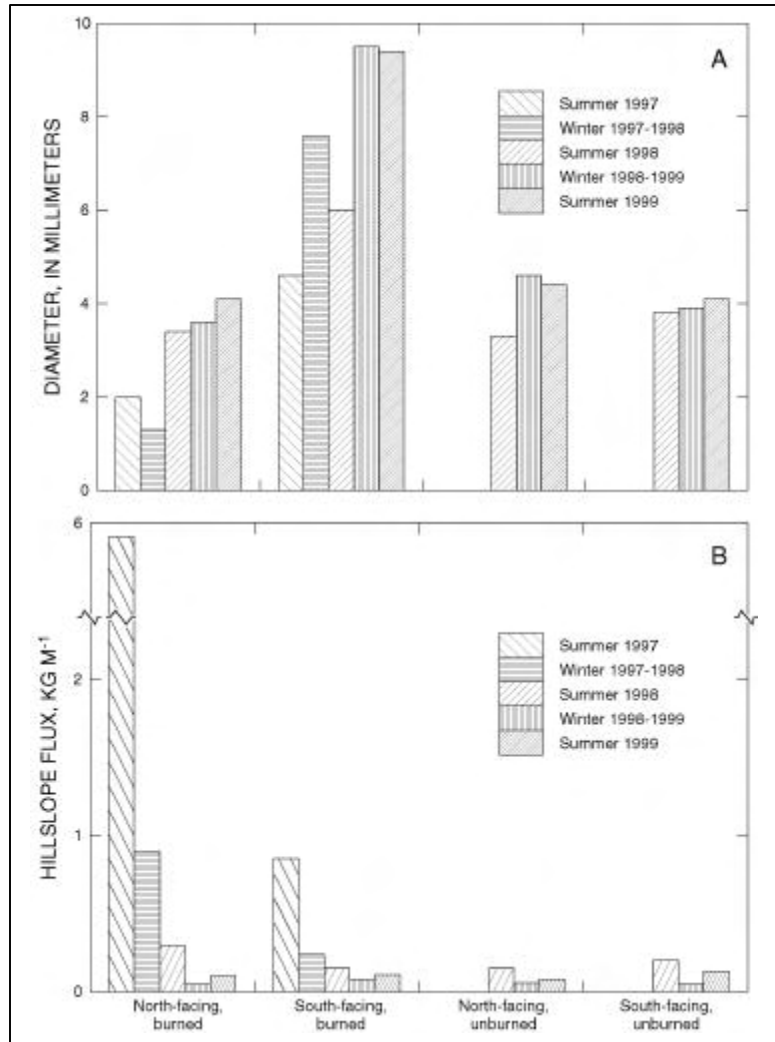 10
A
Summer 1997
Winter 1997-1998
8
Summer 1998
Winter 1998-1999
Summer 1999
6
DIAMETER, IN MILLIMETERS
4
2
0
6
B
HILLSLOPE FLUX, KG M⁻¹
Summer 1997
Winter 1997-1998
2
Summer 1998
Winter 1998-1999
Summer 1999
1
0
North-facing,
burned
South-facing,
burned
North-facing,
unburned
South-facing,
unburned